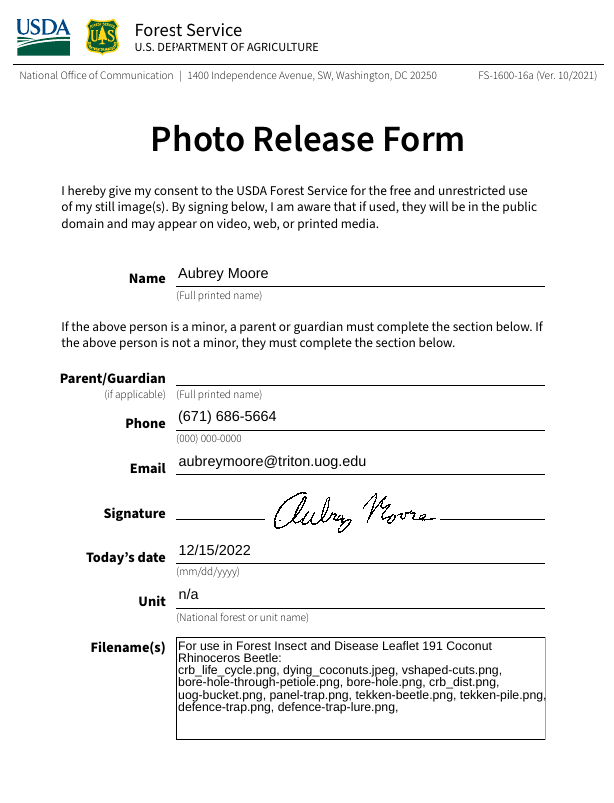 USDA
Forest Service
U.S. DEPARTMENT OF AGRICULTURE
FOREST SERVICE
UAS
DEPARTMENT OF AGRICULTURE
National Office of Communication | 1400 Independence Avenue, SW, Washington, DC 20250 FS-1600-16a (Ver. 10/2021)
Photo Release Form
I hereby give my consent to the USDA Forest Service for the free and unrestricted use
of my still image(s). By signing below, I am aware that if used, they will be in the public
domain and may appear on video, web, or printed media.
Name Aubrey Moore
(Full printed name)
If the above person is a minor, a parent or guardian must complete the section below. If
the above person is not a minor, they must complete the section below.
Parent/Guardian
(if applicable) (Full printed name)
Phone (671) 686-5664
(000) 000-0000
Email aubreymoore@triton.uog.edu
Signature Aubrey Moore
Today's date 12/15/2022
(mm/dd/yyyy)
Unit n/a
(National forest or unit name)
Filename(s) For use in Forest Insect and Disease Leaflet 191 Coconut
Rhinoceros Beetle:
crb_life_cycle.png, dying_coconuts.jpeg, vshaped-cuts.png,
bore-hole-through-petiole.png, bore-hole.png, crb_dist.png,
uog-bucket.png, panel-trap.png, tekken-beetle.png, tekken-pile.png,
defence-trap.png, defence-trap-lure.png,